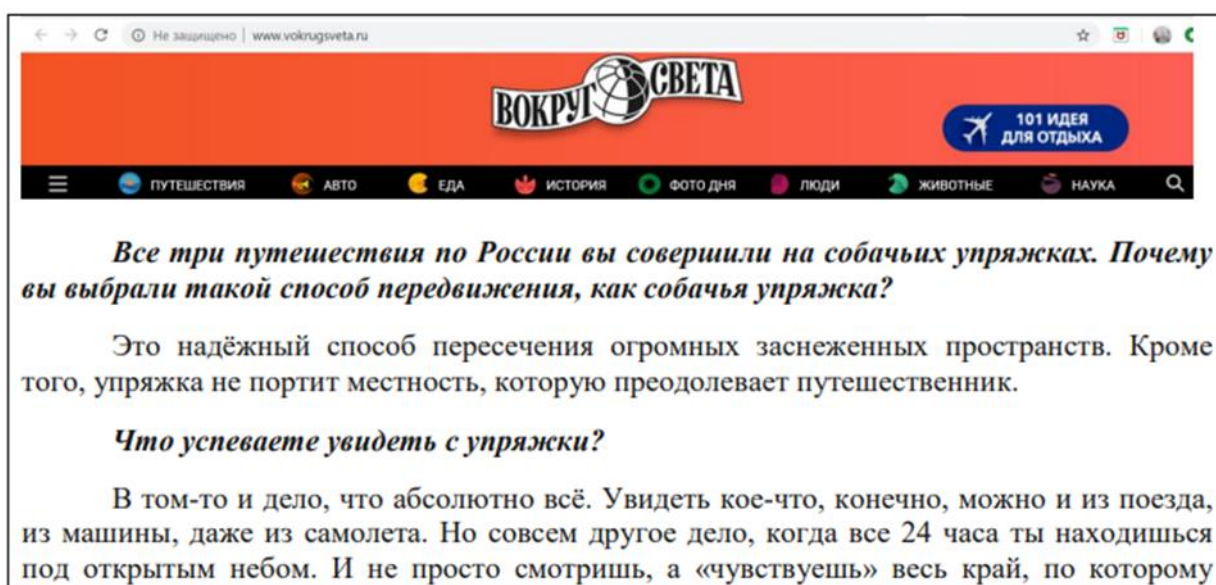 Не защищено | www.vokrugsveta.ru
ВОКРУГ СВЕТА
101 ИДЕЯ
ДЛЯ ОТДЫХА
ПУТЕШЕСТВИЯ АВТО ЕДА ИСТОРИЯ ФОТО ДНЯ ЛЮДИ ЖИВОТНЫЕ НАУКА
Все три путешествия по России вы совершили на собачьих упряжках. Почему
вы выбрали такой способ передвижения, как собачья упряжка?
Это надёжный способ пересечения огромных заснеженных пространств. Кроме
того, упряжка не портит местность, которую преодолевает путешественник.
Что успеваете увидеть с упряжки?
В том-то и дело, что абсолютно всё. Увидеть кое-что, конечно, можно и из поезда,
из машины, даже из самолета. Но совсем другое дело, когда все 24 часа ты находишься
под открытым небом. И не просто смотришь, а «чувствуешь» весь край, по которому